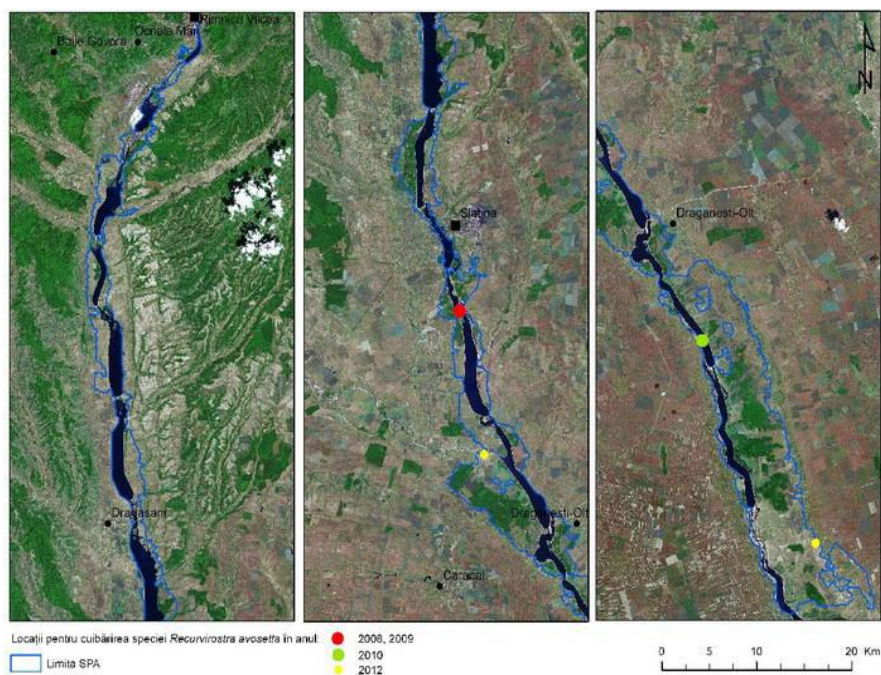 Rimnicu Vilcea
Ocnele Mari
Baile Govora
Dragasani
Slatina
Draganesti-Olt
Caracal
Draganesti-Olt
Locații pentru cuibărirea speciei Recurvirostra avosetta în anul:
2008, 2009
2010
2012
Limita SPA
0 5 10 20 Km